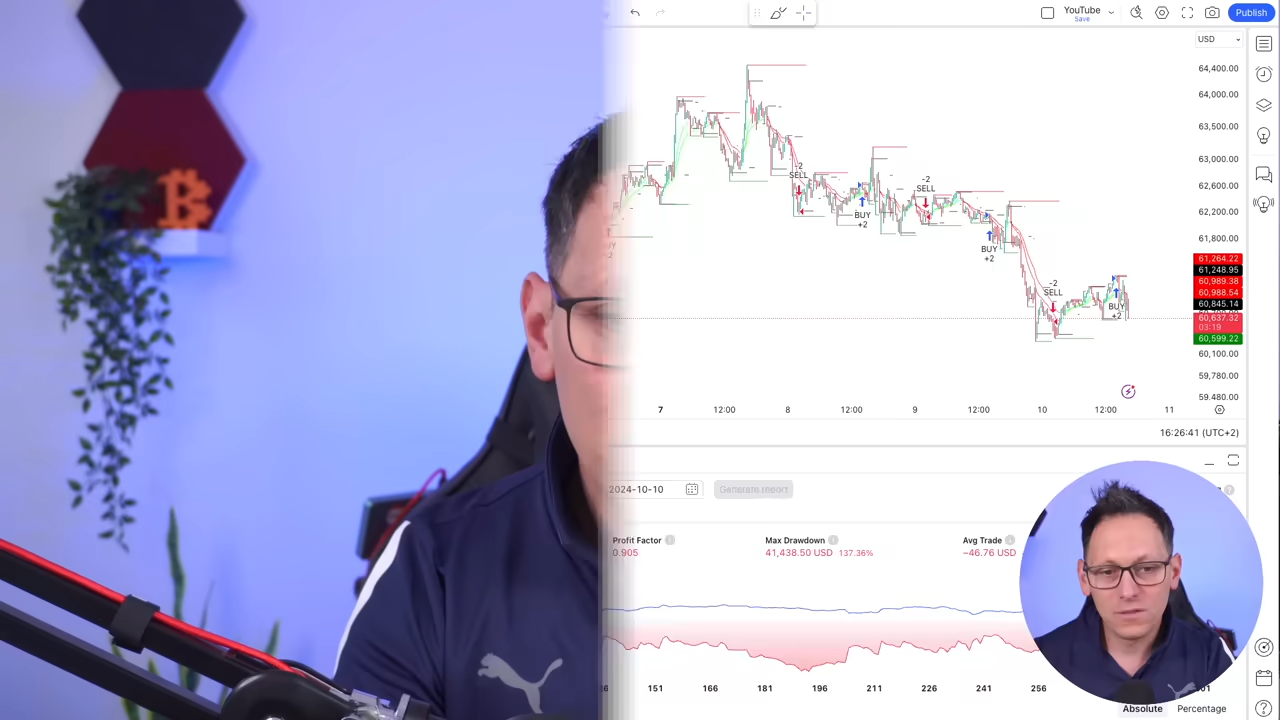 YouTube
Save
Publish
USD
64,400.00
64,000.00
63,500.00
63,000.00
62,600.00
62,200.00
61,800.00
61,264.22
61,248.95
60,989.38
60,988.54
60,845.14
60,637.32
03:19
60,599.22
60,100.00
59,780.00
59,480.00
-2
SELL
BUY
+2
-2
SELL
BUY
+2
-2
SELL
BUY
+2
7
12:00
8
12:00
9
12:00
10
12:00
11
16:26:41 (UTC+2)
2024-10-10
Generate report
Profit Factor
0.905
Max Drawdown
41,438.50 USD 137.36%
Avg Trade
−46.76 USD
151
166
181
196
211
226
241
256
Absolute
Percentage